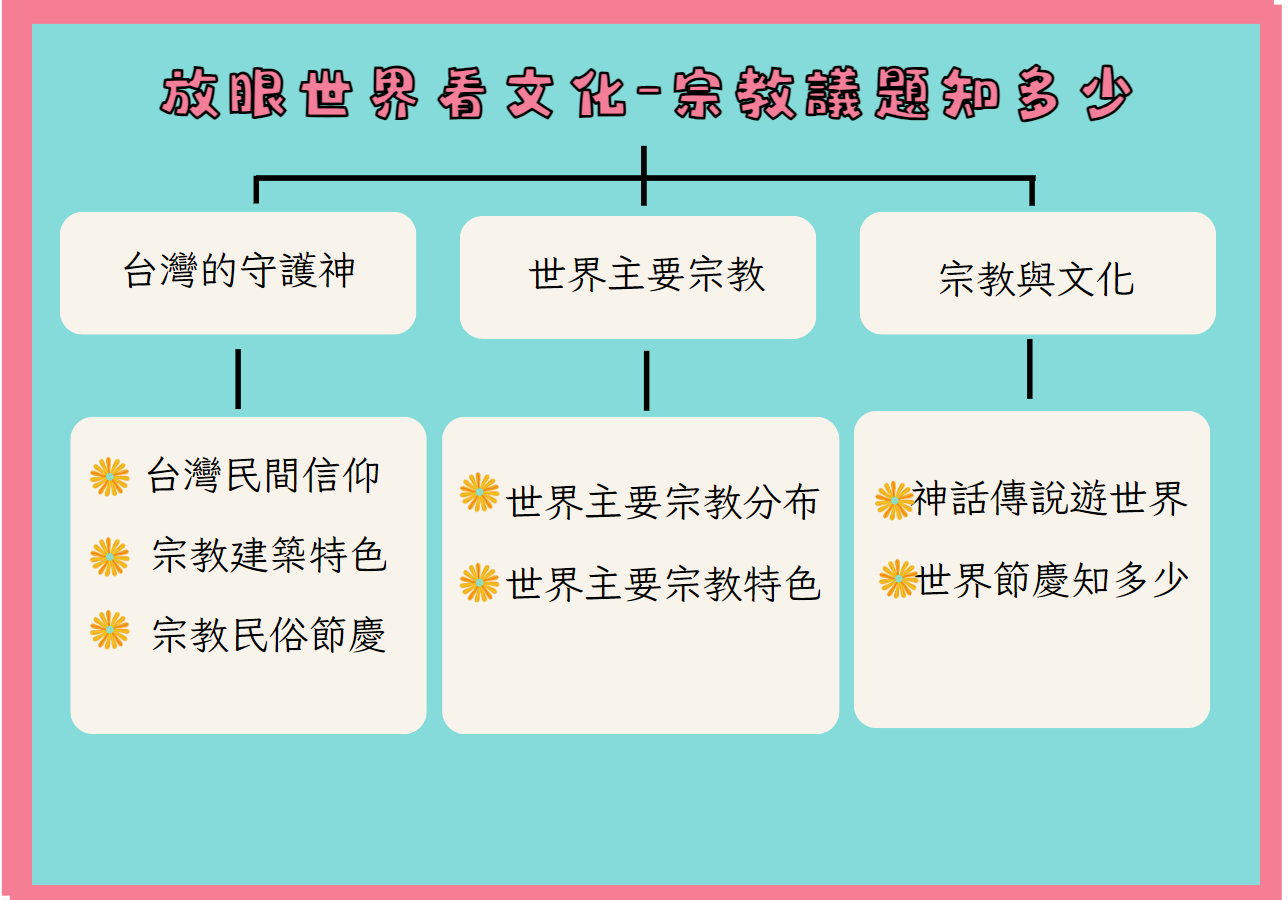 放眼世界看文化-宗教議題知多少
台灣的守護神
世界主要宗教
宗教與文化
台灣民間信仰
宗教建築特色
宗教民俗節慶
世界主要宗教分布
世界主要宗教特色
神話傳說遊世界
世界節慶知多少